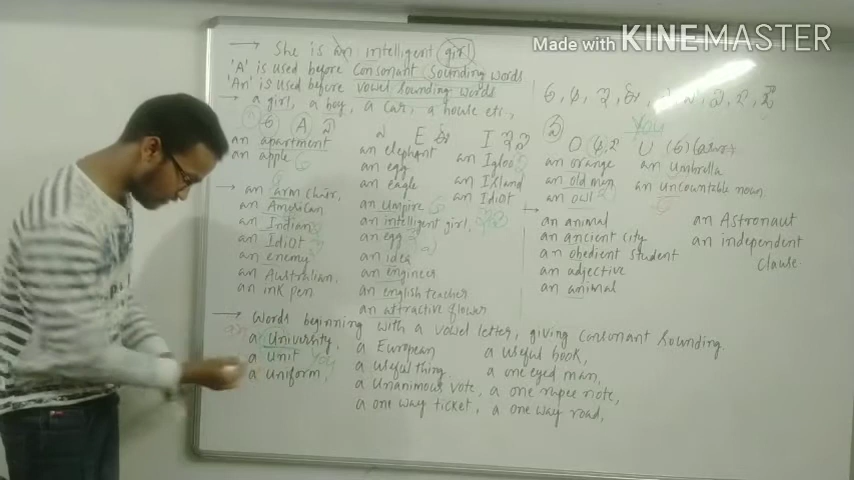 Made with KINEMASTER
→ She is an intelligent girl
'A' is used before Consonant Sounding words
'An' is used before vowel Sounding words
→ a girl, a boy, a car, a house etc.,
A
an apartment
an apple
E
an elephant
an egg
an eagle
an Umpire
an intelligent girl,
an egg
an idea
an engineer
an english teacher
an attractive flower
I
an Igloo
an Island
an Idiot
→ an arm chair,
an American
an Indian
an Idiot
an enemy
an Australian,
an ink pen
You
O
an orange
an old man
an owl
U
an Umbrella
an Uncountable noun
→ an animal
an ancient city
an obedient student
an adjective
an animal
an Astronaut
an independent
clause.
→ Words beginning with a vowel letter, giving Consonant Sounding.
an
a University,
a Unit You
a Uniform,
a European
a useful thing
a Unanimous vote,
a one way ticket,
a useful book,
a one eyed man,
a one rupee note,
a one way road,